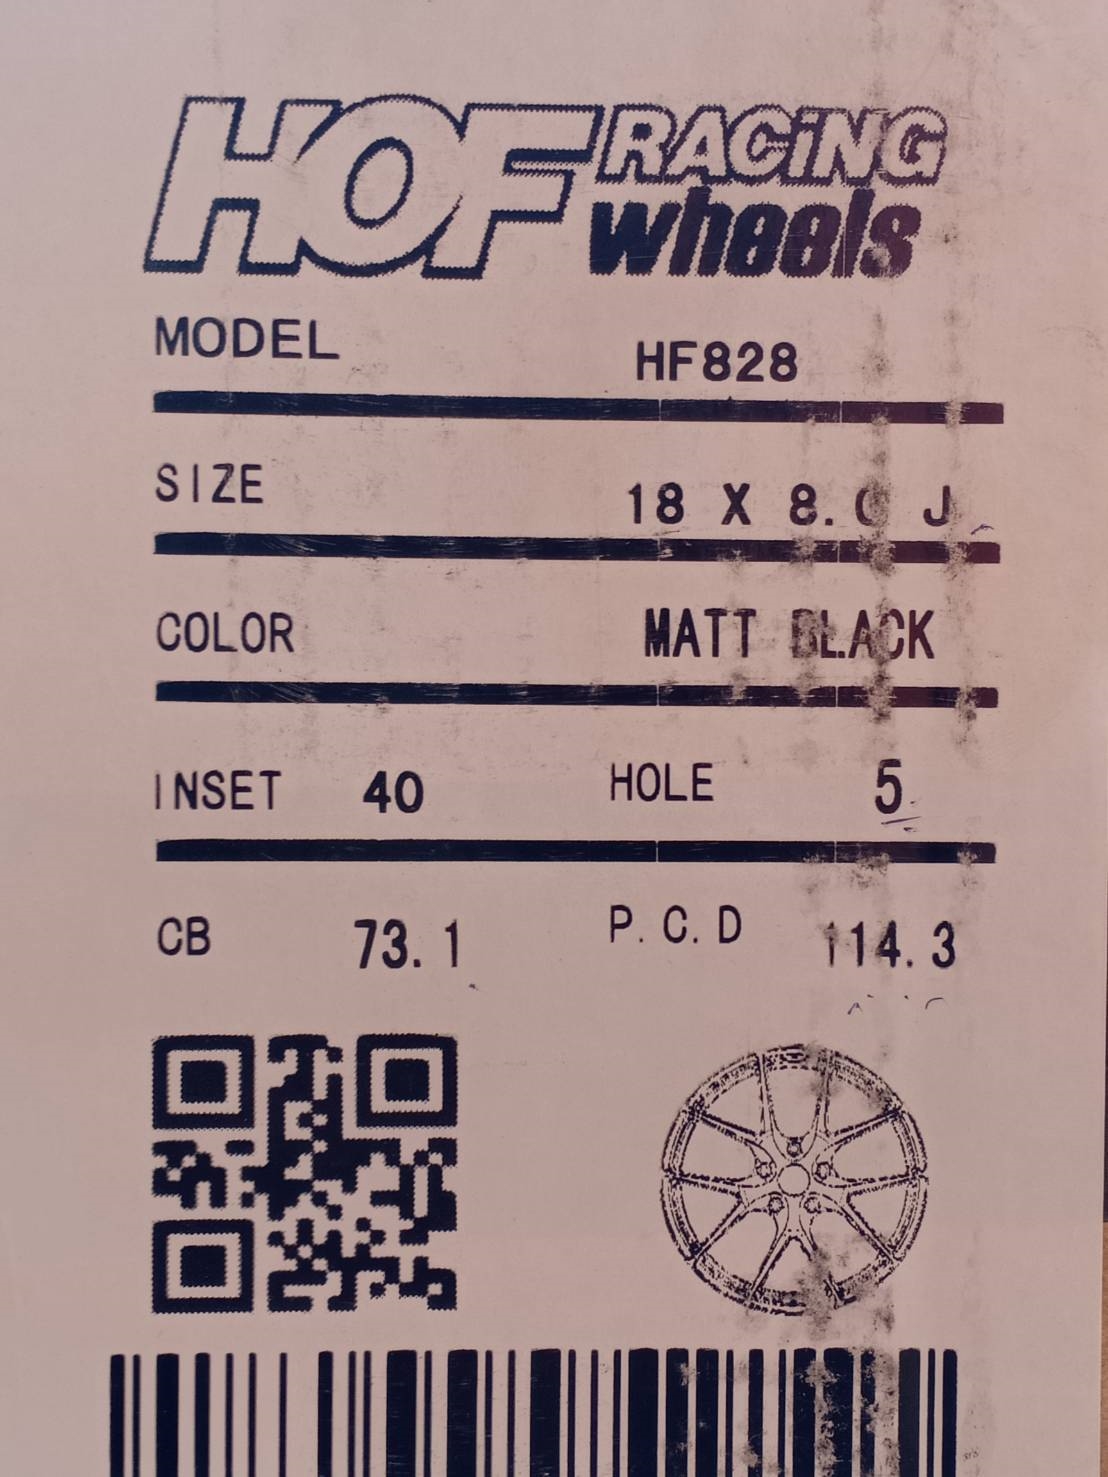 HOF RACiNG
wheels
MODEL HF828
SIZE 18 X 8.0 J
COLOR MATT BLACK
INSET 40 HOLE 5
CB 73.1 P.C.D 114.3